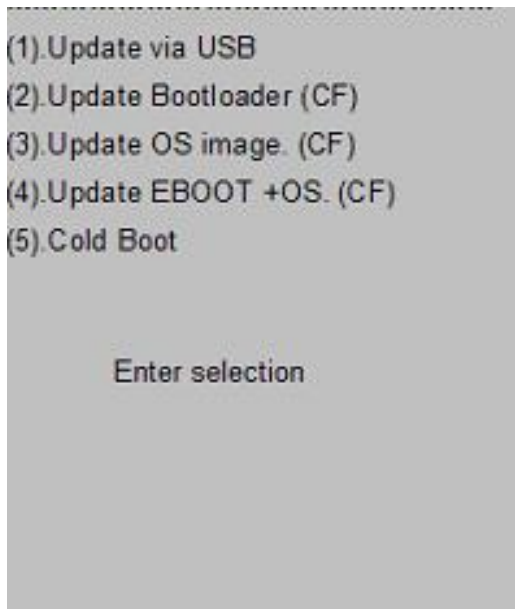 (1).Update via USB
(2).Update Bootloader (CF)
(3).Update OS image. (CF)
(4).Update EBOOT +OS. (CF)
(5).Cold Boot
Enter selection